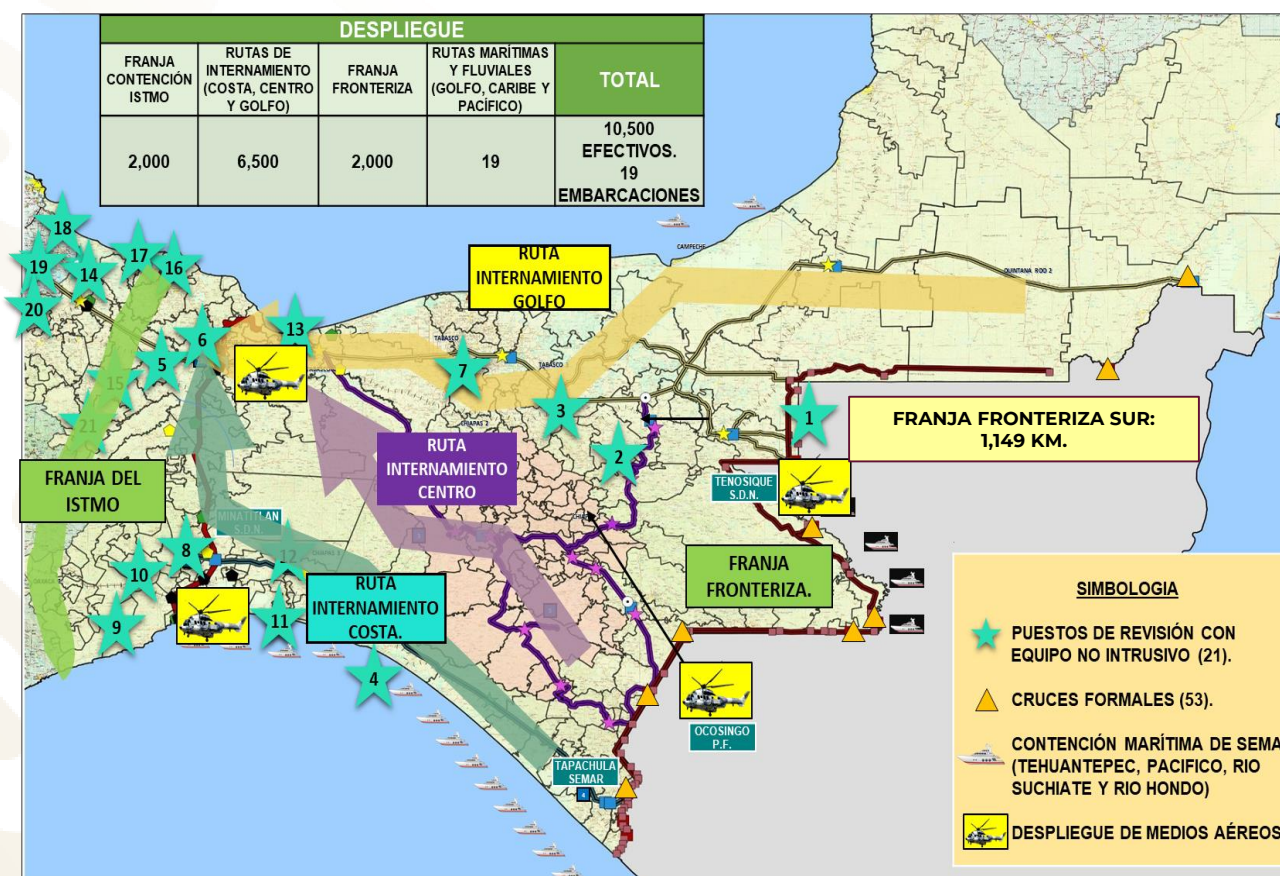 DESPLIEGUE
FRANJA
CONTENCIÓN
ISTMO
RUTAS DE
INTERNAMIENTO
(COSTA, CENTRO
Y GOLFO)
FRANJA
FRONTERIZA
RUTAS MARÍTIMAS
Y FLUVIALES
(GOLFO, CARIBE Y
PACÍFICO)
TOTAL
2,000
6,500
2,000
19
10,500
EFECTIVOS.
19
EMBARCACIONES
18
19
14
17
16
20
6
13
5
15
21
7
3
2
1
8
10
12
9
11
4
CAMPECHE
QUINTANA ROO 2
TABASCO
TABASCO
CHIAPAS 2
RUTA
INTERNAMIENTO
GOLFO
RUTA
INTERNAMIENTO
CENTRO
FRANJA FRONTERIZA SUR:
1,149 KM.
FRANJA DEL
ISTMO
MINATITLAN
S.D.N.
TENOSIQUE
S.D.N.
FRANJA
FRONTERIZA.
RUTA
INTERNAMIENTO
COSTA.
OCOSINGO
P.F.
TAPACHULA
SEMAR
SIMBOLOGIA
PUESTOS DE REVISIÓN CON
EQUIPO NO INTRUSIVO (21).
CRUCES FORMALES (53).
CONTENCIÓN MARÍTIMA DE SEMA
(TEHUANTEPEC, PACIFICO, RIO
SUCHIATE Y RIO HONDO)
DESPLIEGUE DE MEDIOS AÉREOS